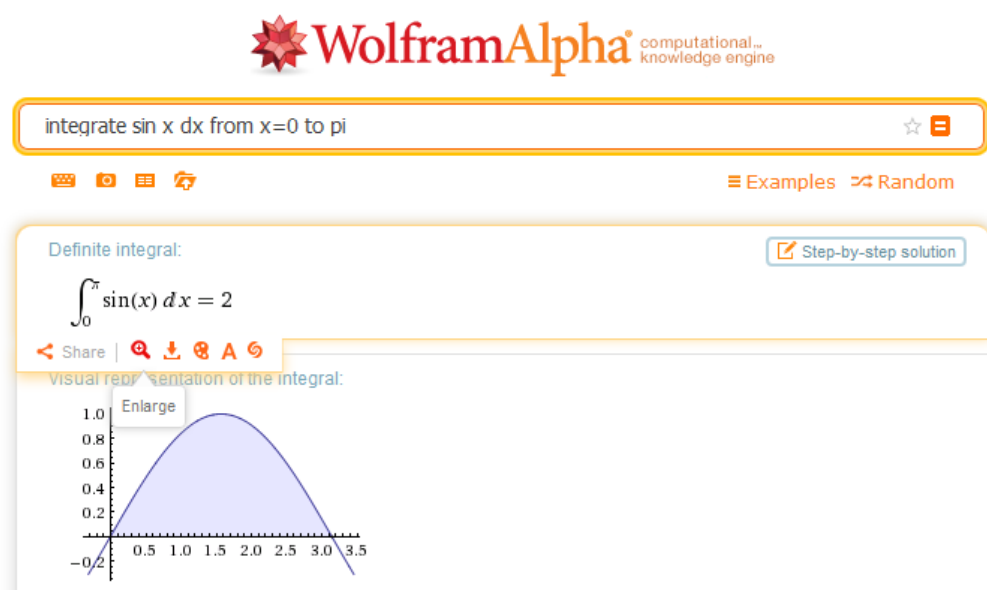 WolframAlpha® computational... knowledge engine
integrate sin x dx from x=0 to pi
Examples Random
Definite integral:
Step-by-step solution
∫₀^π sin(x) dx = 2
Share | A
Visual representation of the integral:
Enlarge
1.0
0.8
0.6
0.4
0.2
0.5 1.0 1.5 2.0 2.5 3.0 3.5
-0.2